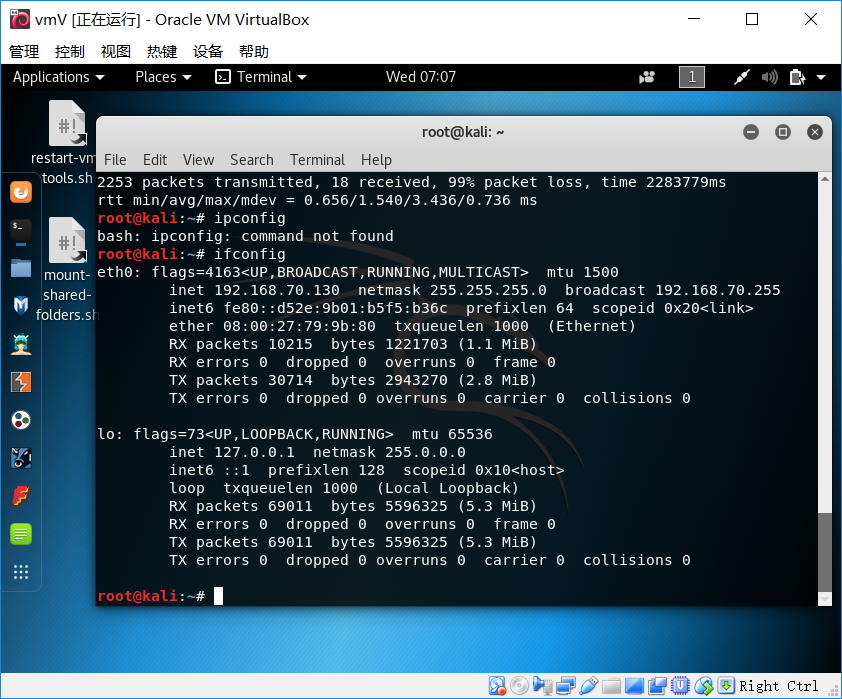 vmV [正在运行] - Oracle VM VirtualBox
管理 控制 视图 热键 设备 帮助
Applications Places Terminal Wed 07:07 1
restart-vm
tools.sh
mount-
shared-
folders.sh
root@kali: ~
File Edit View Search Terminal Help
2253 packets transmitted, 18 received, 99% packet loss, time 2283779ms
rtt min/avg/max/mdev = 0.656/1.540/3.436/0.736 ms
root@kali:~# ipconfig
bash: ipconfig: command not found
root@kali:~# ifconfig
eth0: flags=4163<UP,BROADCAST,RUNNING,MULTICAST>  mtu 1500
        inet 192.168.70.130  netmask 255.255.255.0  broadcast 192.168.70.255
        inet6 fe80::d52e:9b01:b5f5:b36c  prefixlen 64  scopeid 0x20<link>
        ether 08:00:27:79:9b:80  txqueuelen 1000  (Ethernet)
        RX packets 10215  bytes 1221703 (1.1 MiB)
        RX errors 0  dropped 0  overruns 0  frame 0
        TX packets 30714  bytes 2943270 (2.8 MiB)
        TX errors 0  dropped 0 overruns 0  carrier 0  collisions 0
lo: flags=73<UP,LOOPBACK,RUNNING>  mtu 65536
        inet 127.0.0.1  netmask 255.0.0.0
        inet6 ::1  prefixlen 128  scopeid 0x10<host>
        loop  txqueuelen 1000  (Local Loopback)
        RX packets 69011  bytes 5596325 (5.3 MiB)
        RX errors 0  dropped 0  overruns 0  frame 0
        TX packets 69011  bytes 5596325 (5.3 MiB)
        TX errors 0  dropped 0 overruns 0  carrier 0  collisions 0
root@kali:~#
Right Ctrl